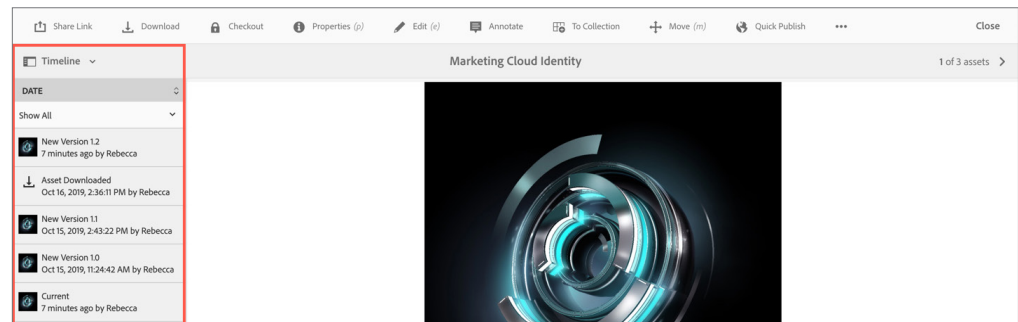 Share Link Download Checkout Properties (p) Edit (e) Annotate To Collection Move (m) Quick Publish ••• Close
Timeline Marketing Cloud Identity 1 of 3 assets
DATE
Show All
New Version 1.2
7 minutes ago by Rebecca
Asset Downloaded
Oct 16, 2019, 2:36:11 PM by Rebecca
New Version 1.1
Oct 15, 2019, 2:43:22 PM by Rebecca
New Version 1.0
Oct 15, 2019, 11:24:42 AM by Rebecca
Current
7 minutes ago by Rebecca